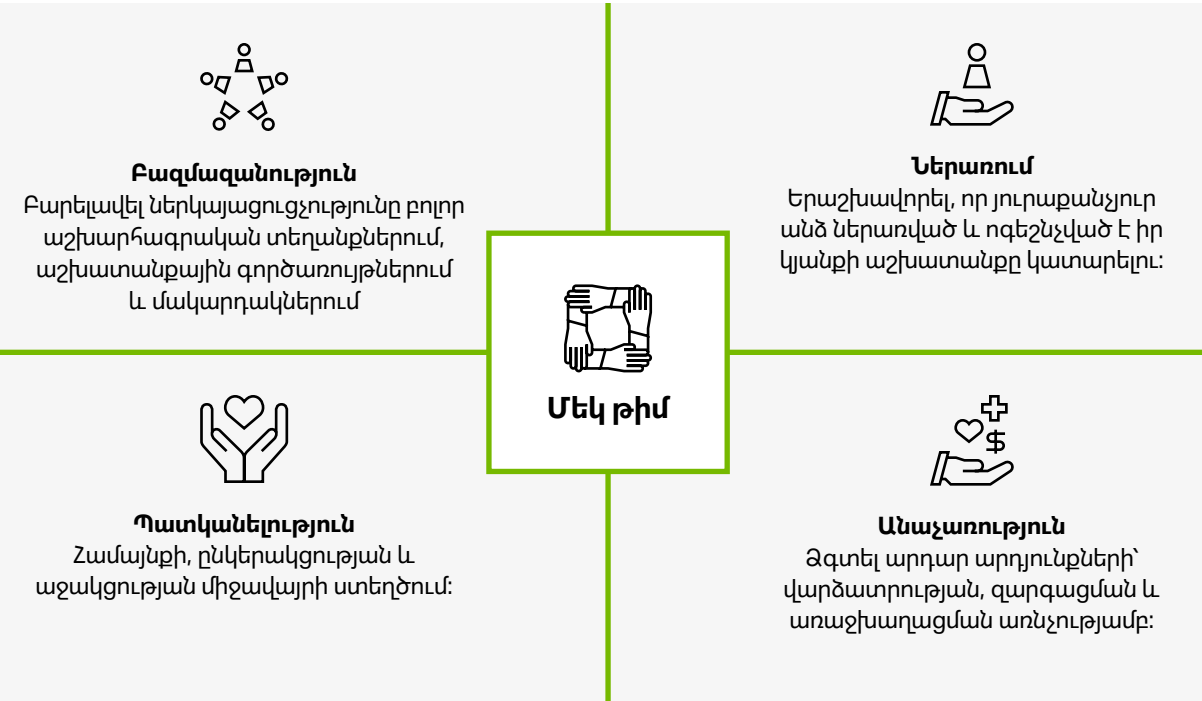 Բազմազանություն
Բարելավել ներկայացուցչությունը բոլոր
աշխարհագրական տեղանքներում,
աշխատանքային գործառույթներում
և մակարդակներում
Ներառում
Երաշխավորել, որ յուրաքանչյուր
անձ ներառված և ոգեշնչված է իր
կյանքի աշխատանքը կատարելու:
Մեկ թիմ
Պատկանելություն
Համայնքի, ընկերակցության և
աջակցության միջավայրի ստեղծում:
Անաչառություն
Ձգտել արդար արդյունքների՝
վարձատրության, զարգացման և
առաջխաղացման առնչությամբ: